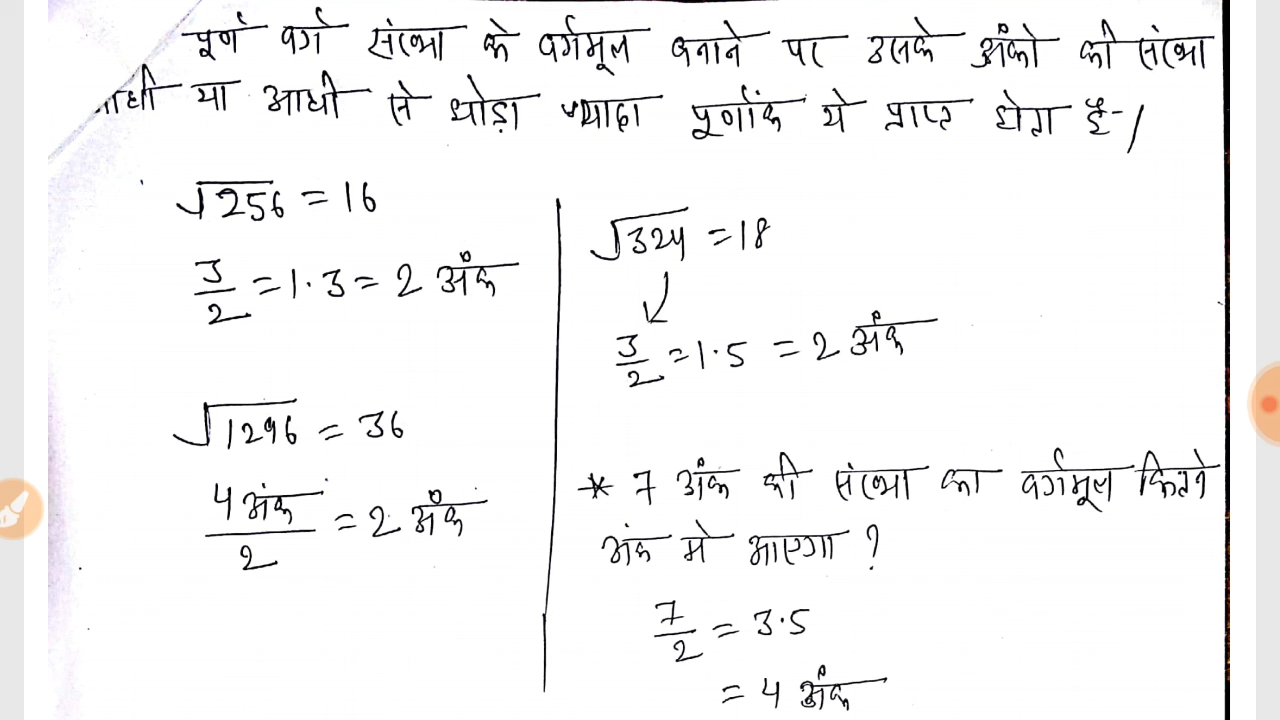 पूर्ण वर्ग संख्या के वर्गमूल बनाने पर उसके अंको की संख्या
आधी या आधी से थोड़ा ज्यादा पूर्णांक में प्राप्त होता है-।
√256 = 16
3/2 = 1.3 = 2 अंक
√1296 = 36
4अंक/2 = 2 अंक
√324 = 18
3/2 = 1.5 = 2 अंक
* 7 अंक की संख्या का वर्गमूल कितने
अंक मे आएगा ?
7/2 = 3.5
= 4 अंक